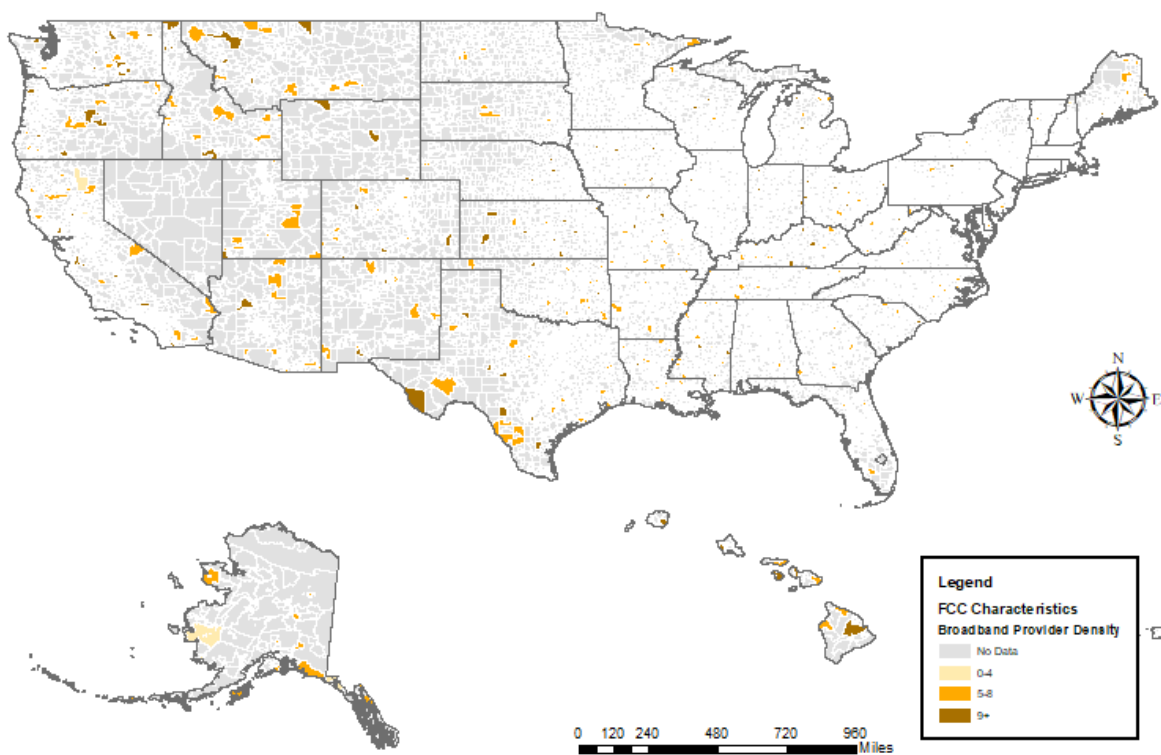 N
W E
S
Legend
FCC Characteristics
Broadband Provider Density
No Data
0-4
5-8
9+
0 120 240 480 720 960
Miles